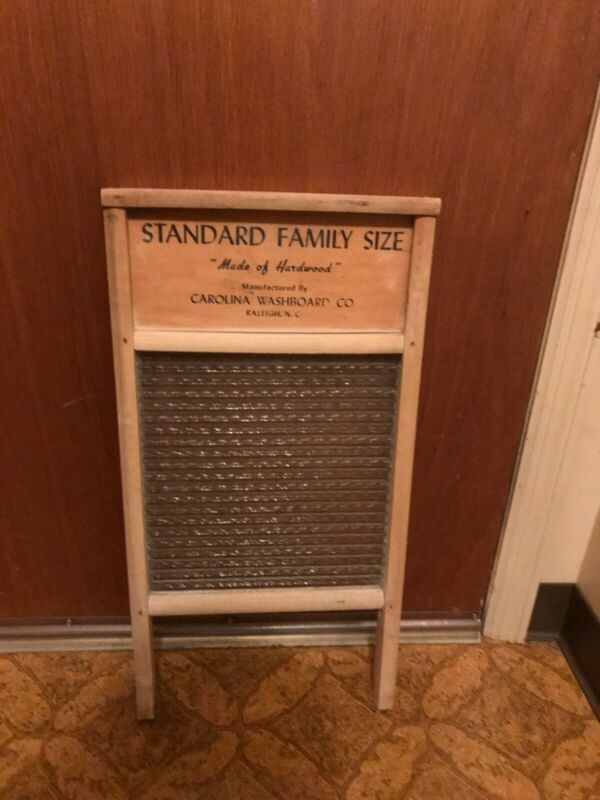 STANDARD FAMILY SIZE
"Made of Hardwood"
Manufactured By
CAROLINA WASHBOARD CO.
RALEIGH, N. C.